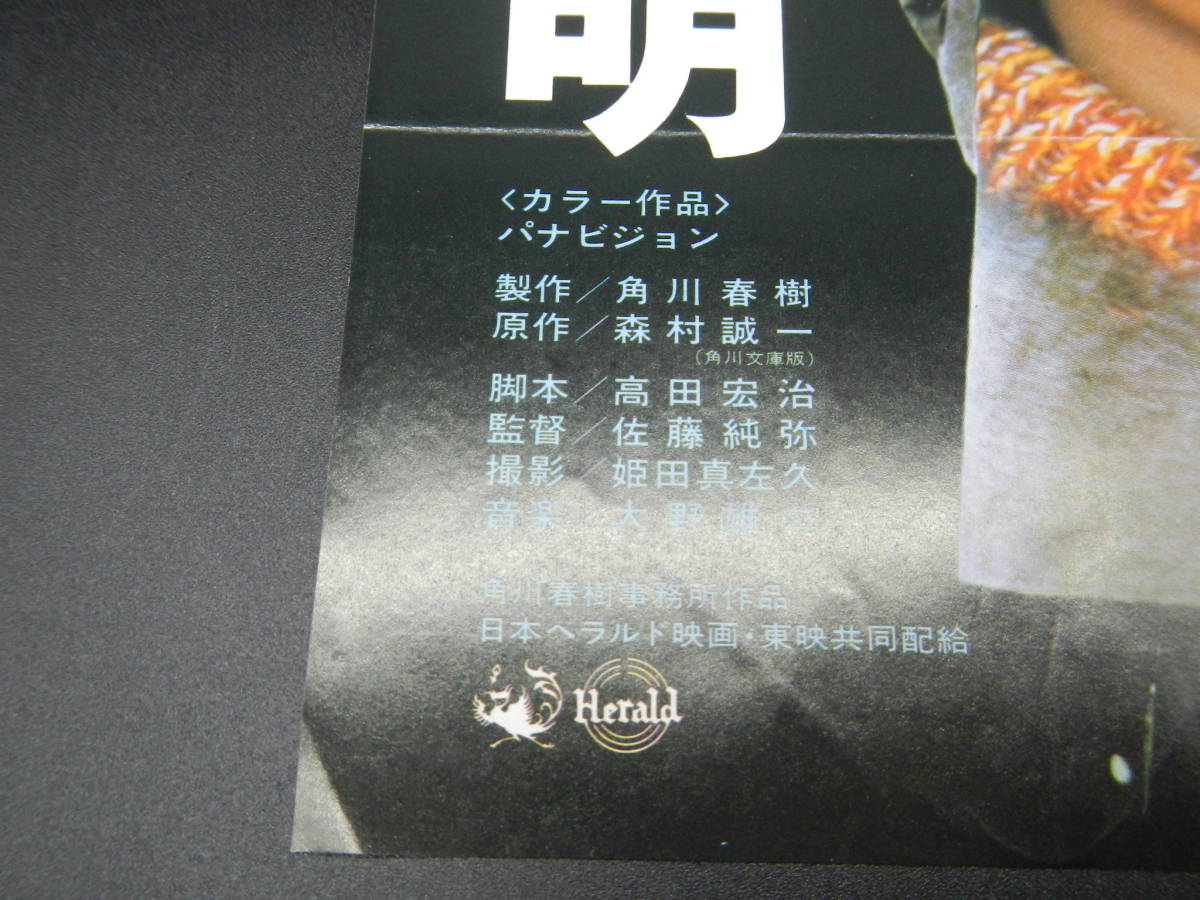 明
〈カラー作品〉
パナビジョン
製作／角川春樹
原作／森村誠一
（角川文庫版）
脚本／高田宏治
監督／佐藤純弥
撮影／姫田真左久
音楽／大野雄二
角川春樹事務所作品
日本ヘラルド映画・東映共同配給
Herald